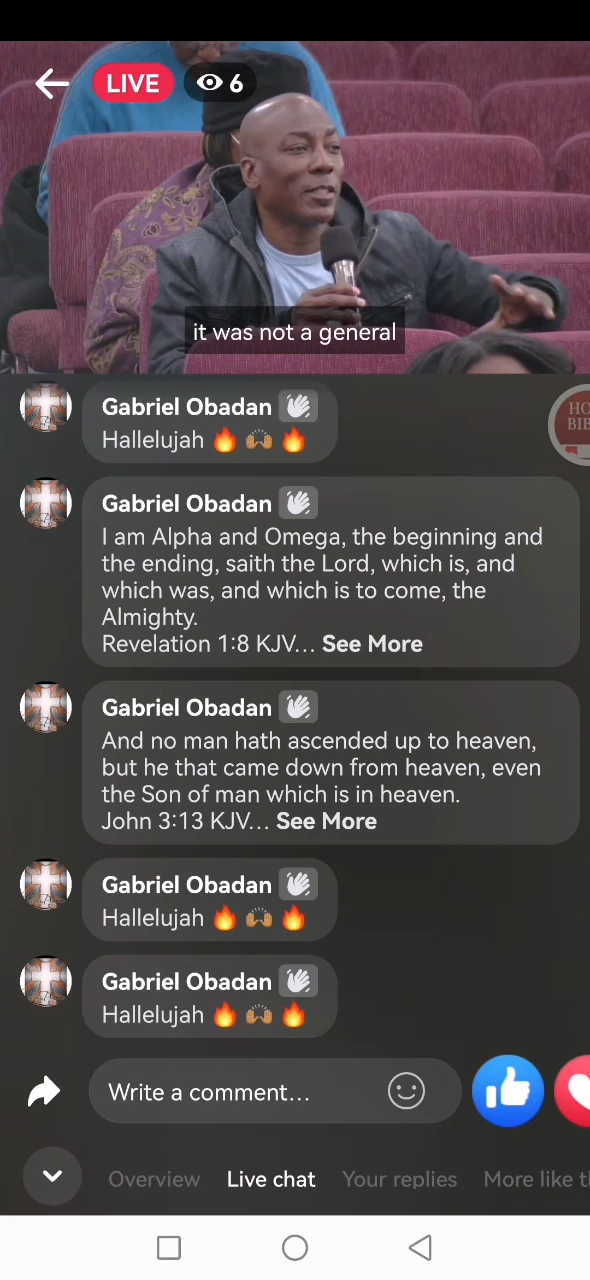 LIVE 6
it was not a general
Gabriel Obadan 👋
Hallelujah 🔥 🙌🏽 🔥
HO
BIB
Gabriel Obadan 👋
I am Alpha and Omega, the beginning and
the ending, saith the Lord, which is, and
which was, and which is to come, the
Almighty.
Revelation 1:8 KJV... See More
Gabriel Obadan 👋
And no man hath ascended up to heaven,
but he that came down from heaven, even
the Son of man which is in heaven.
John 3:13 KJV... See More
Gabriel Obadan 👋
Hallelujah 🔥 🙌🏽 🔥
Gabriel Obadan 👋
Hallelujah 🔥 🙌🏽 🔥
Write a comment...
Overview Live chat Your replies More like t